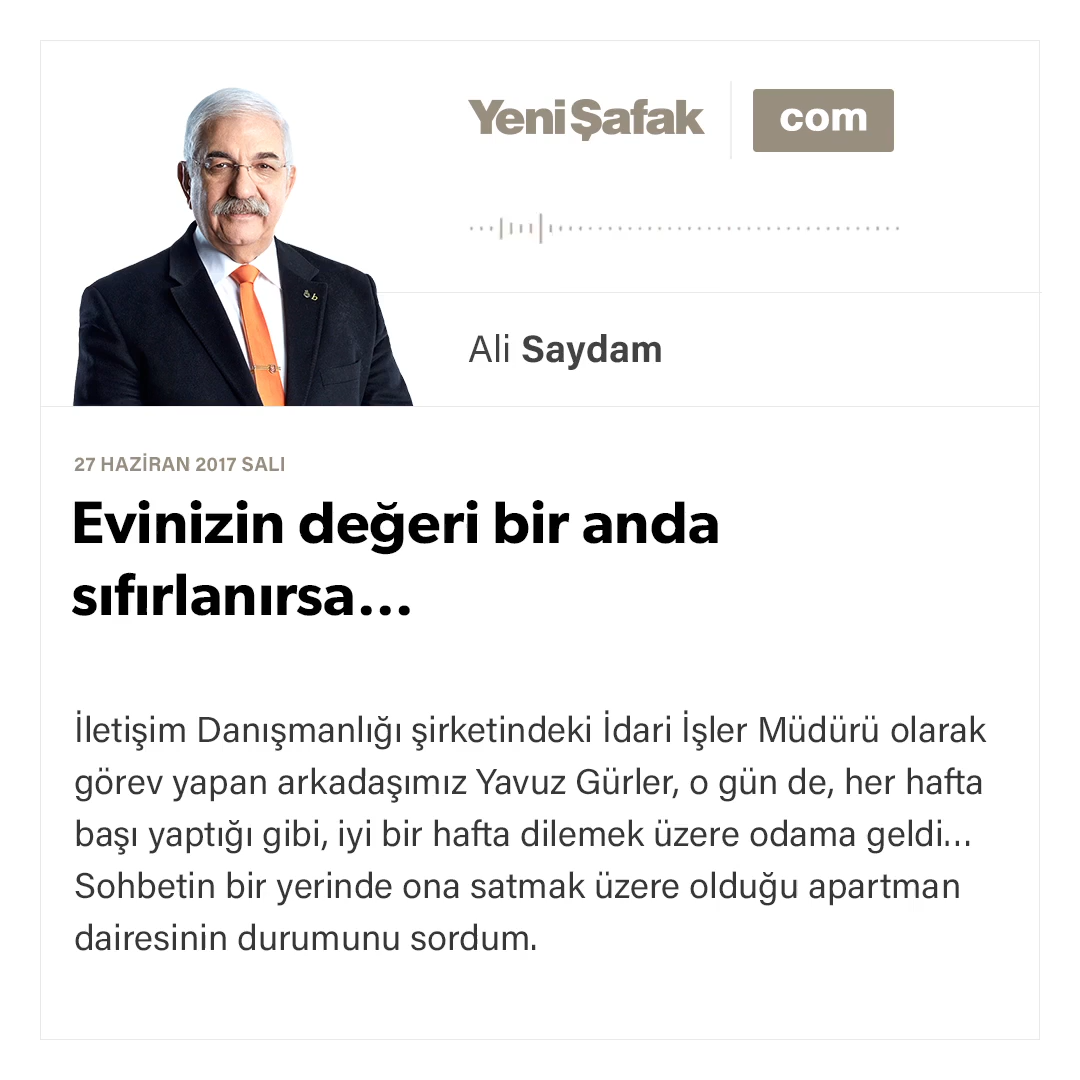 YeniŞafak com
Ali Saydam
27 HAZİRAN 2017 SALI
Evinizin değeri bir anda
sıfırlanırsa…
İletişim Danışmanlığı şirketindeki İdari İşler Müdürü olarak
görev yapan arkadaşımız Yavuz Gürler, o gün de, her hafta
başı yaptığı gibi, iyi bir hafta dilemek üzere odama geldi…
Sohbetin bir yerinde ona satmak üzere olduğu apartman
dairesinin durumunu sordum.